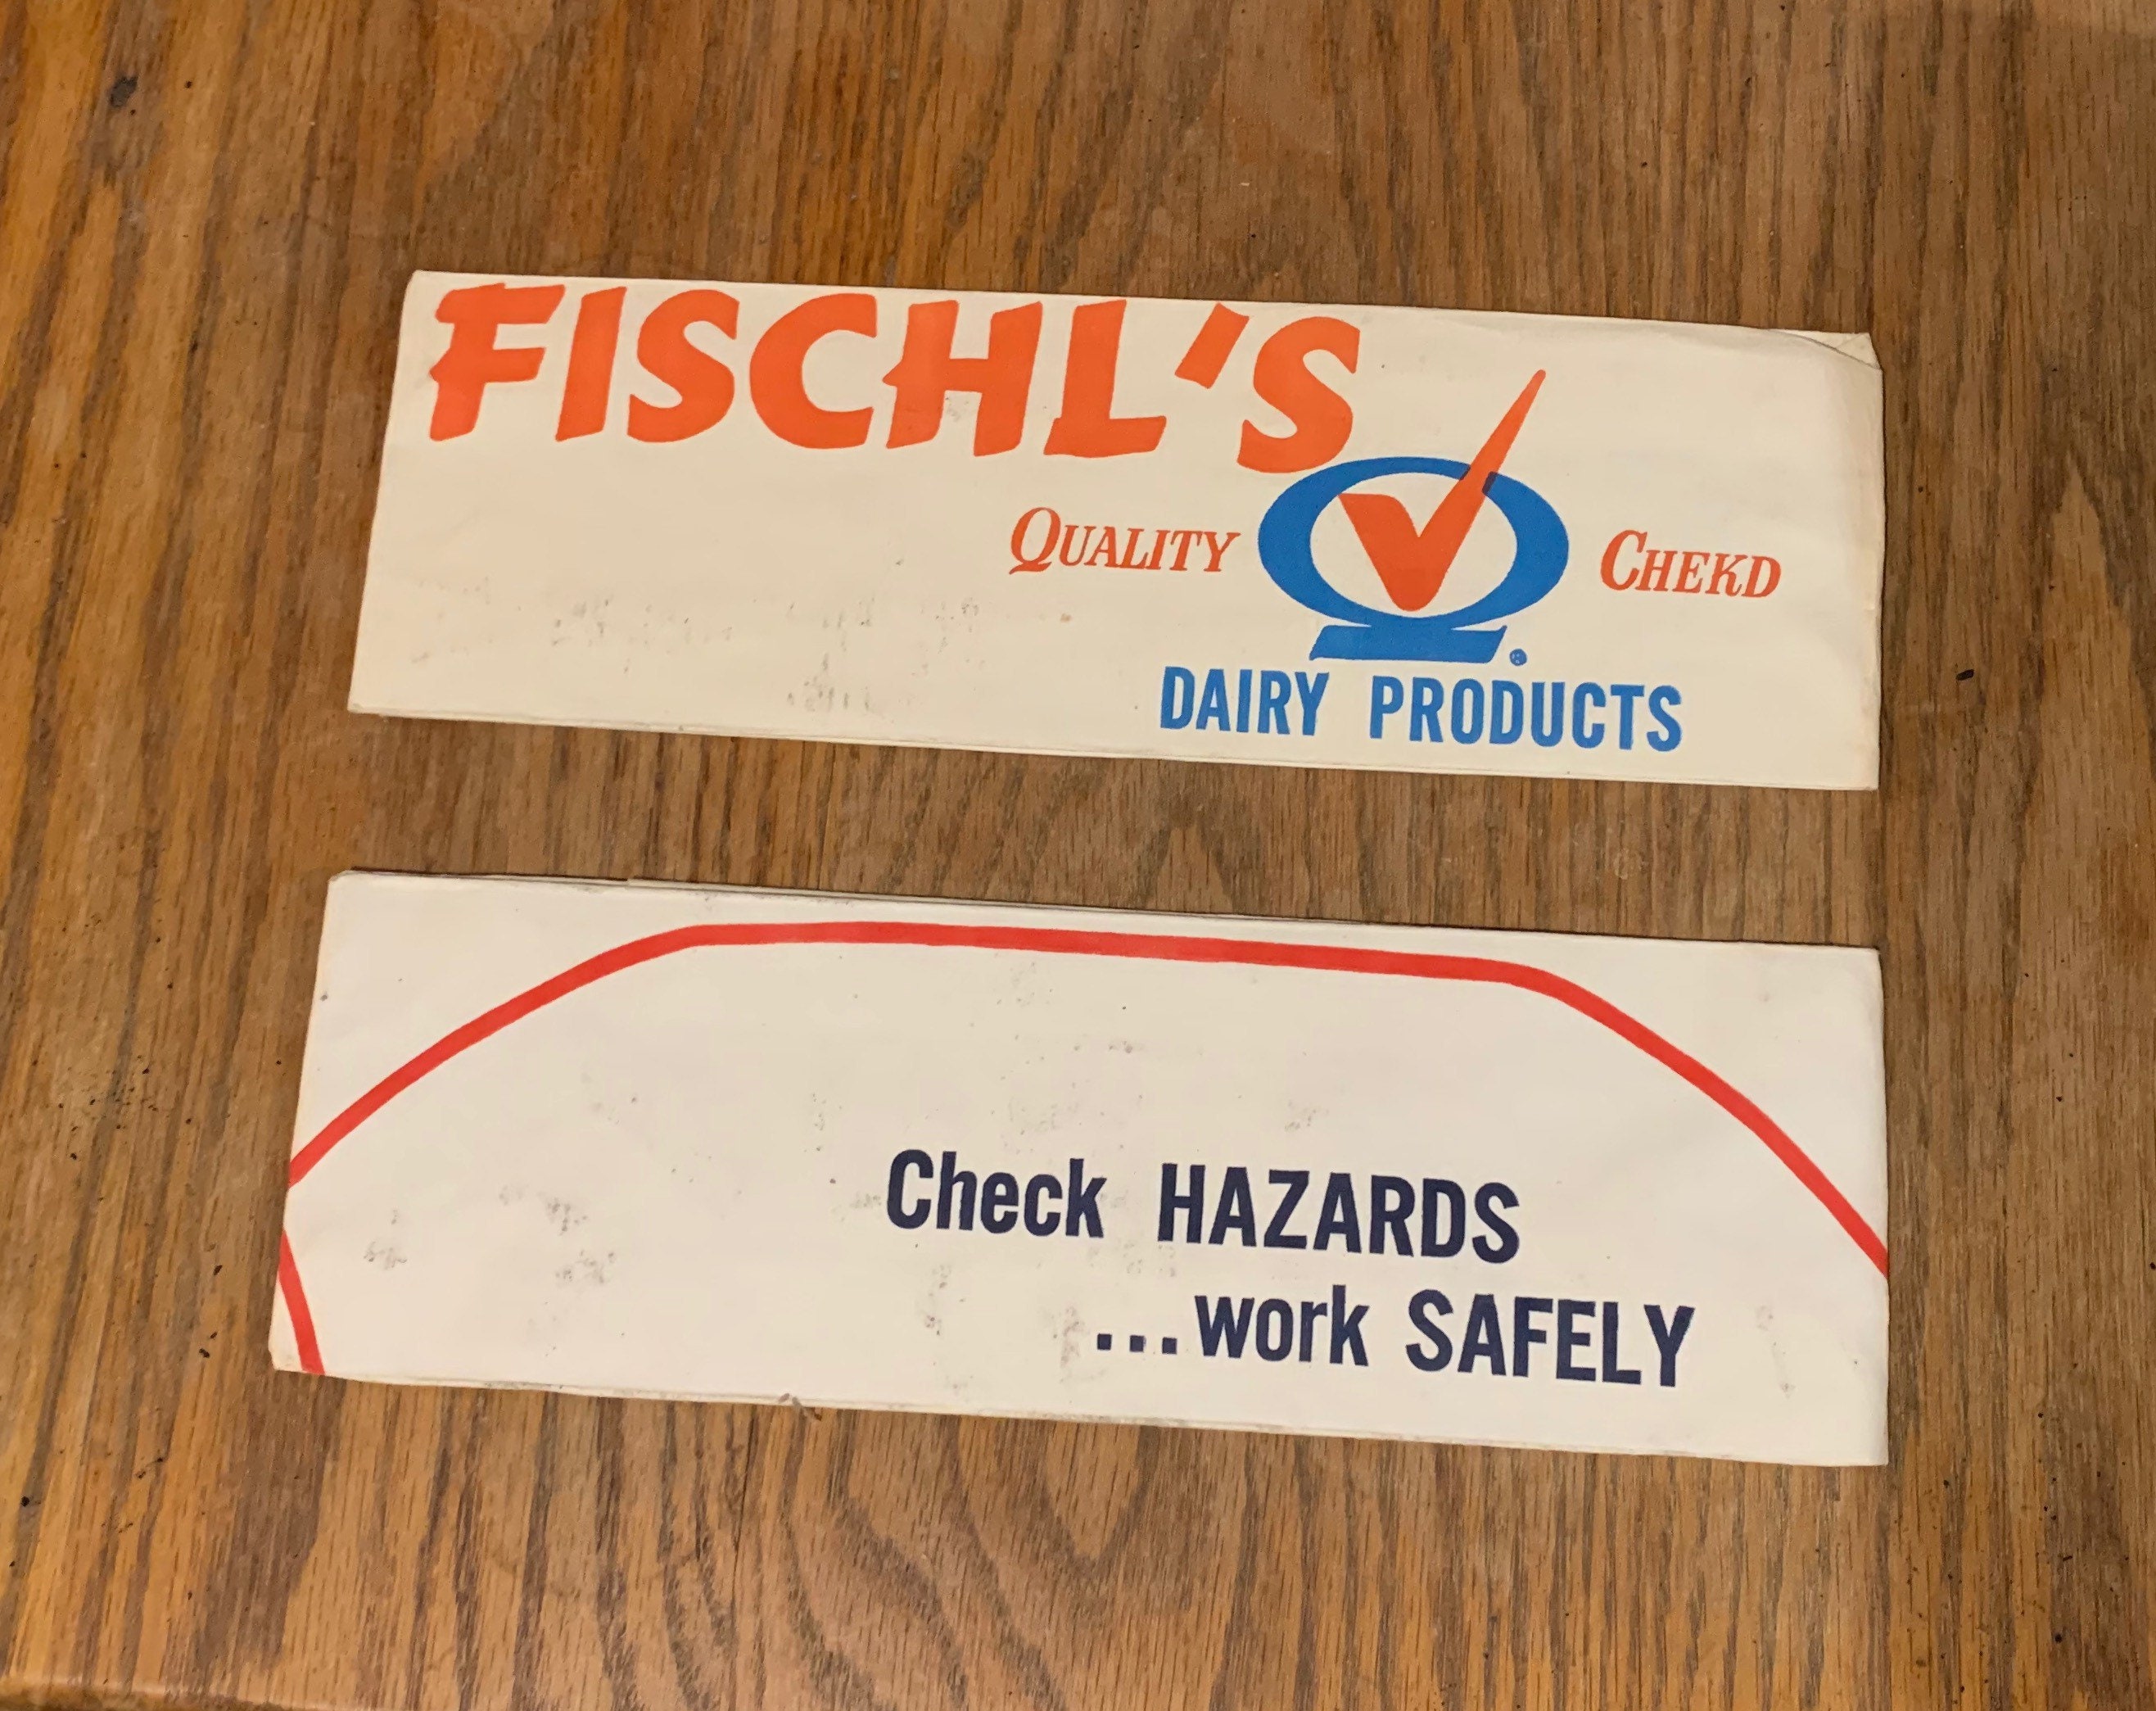 FISCHL'S
QUALITY Q CHEKD
®
DAIRY PRODUCTS
Check HAZARDS
...work SAFELY